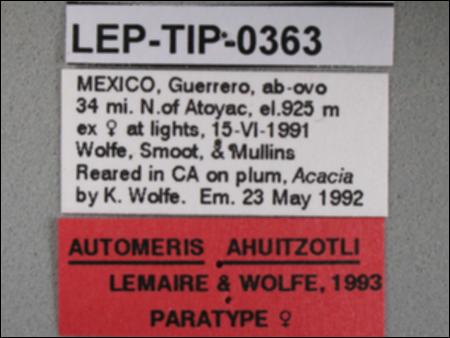 LEP-TIP-0363
MEXICO, Guerrero, ab-ovo
34 mi. N.of Atoyac, el.925 m
ex ♀ at lights, 15-VI-1991
Wolfe, Smoot, & Mullins
Reared in CA on plum, Acacia
by K. Wolfe. Em. 23 May 1992
AUTOMERIS AHUITZOTLI
LEMAIRE & WOLFE, 1993
PARATYPE ♀